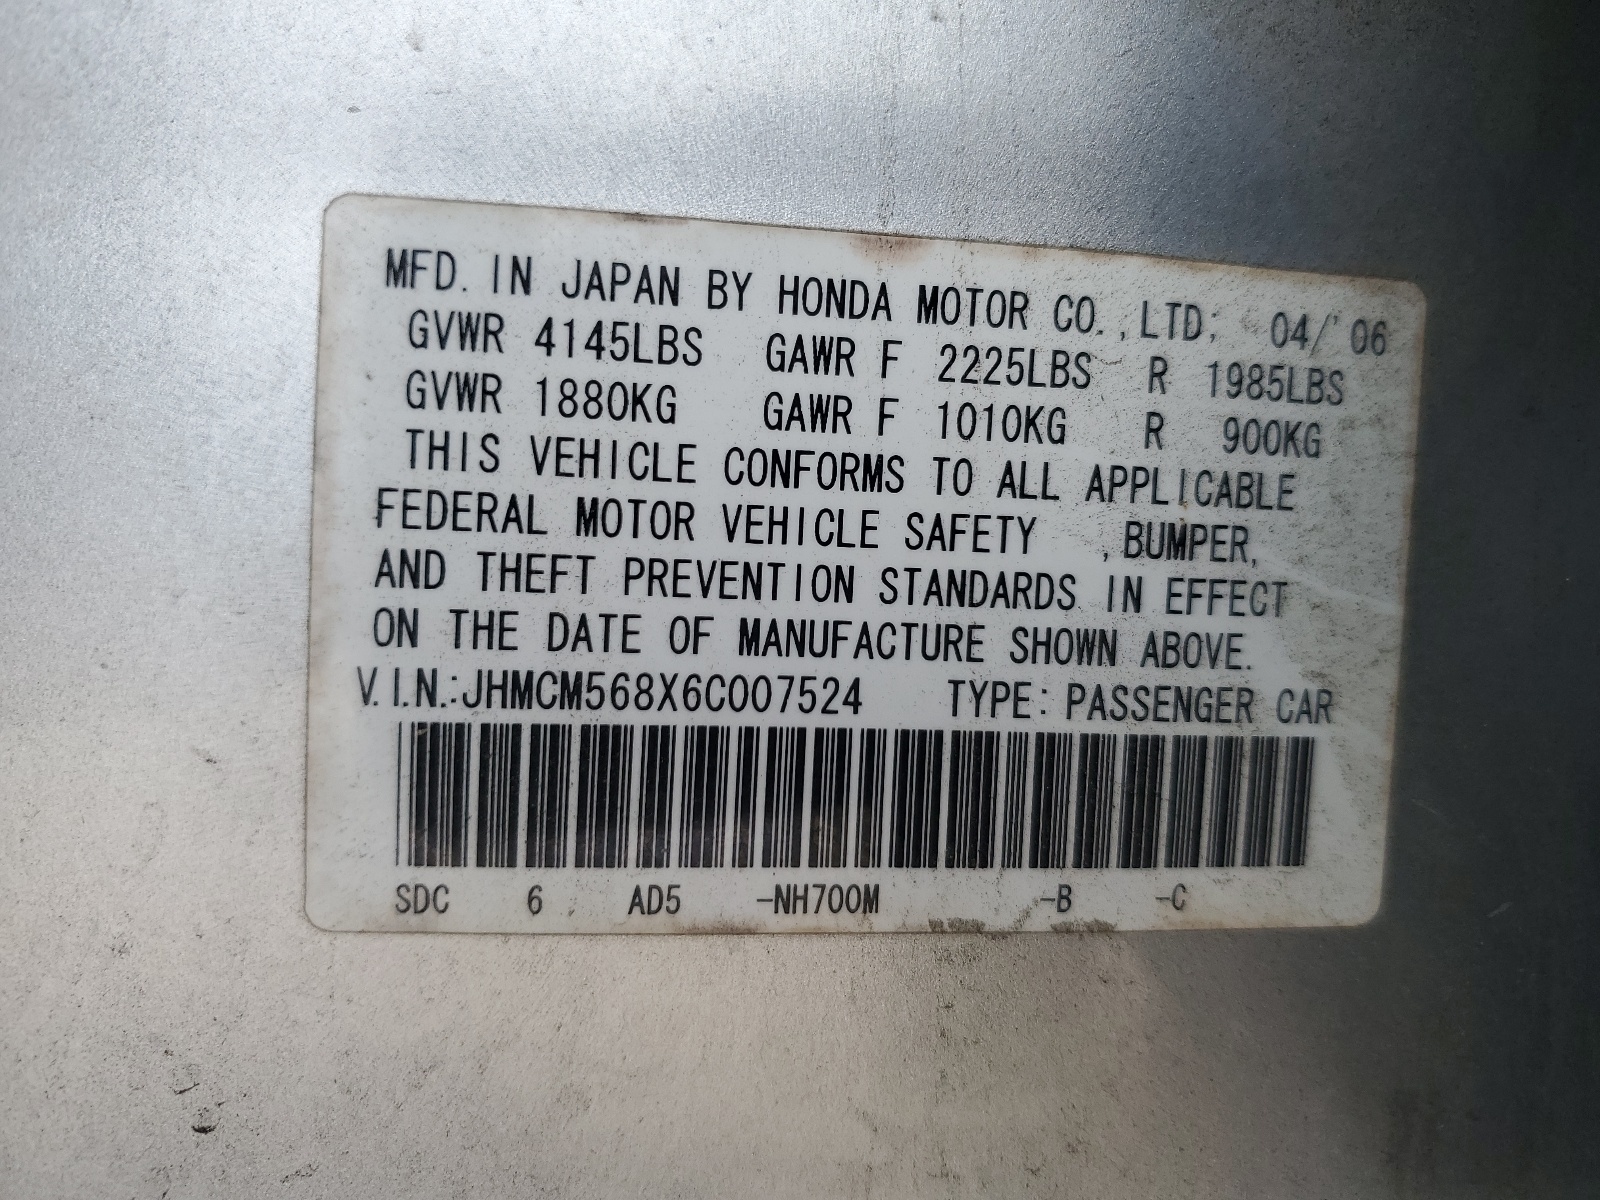 MFD. IN JAPAN BY HONDA MOTOR CO.,LTD; 04/'06
GVWR 4145LBS GAWR F 2225LBS R 1985LBS
GVWR 1880KG GAWR F 1010KG R 900KG
THIS VEHICLE CONFORMS TO ALL APPLICABLE
FEDERAL MOTOR VEHICLE SAFETY , BUMPER,
AND THEFT PREVENTION STANDARDS IN EFFECT
ON THE DATE OF MANUFACTURE SHOWN ABOVE.
V.I.N.:JHMCM568X6C007524 TYPE: PASSENGER CAR
SDC 6 AD5 -NH700M -B -C